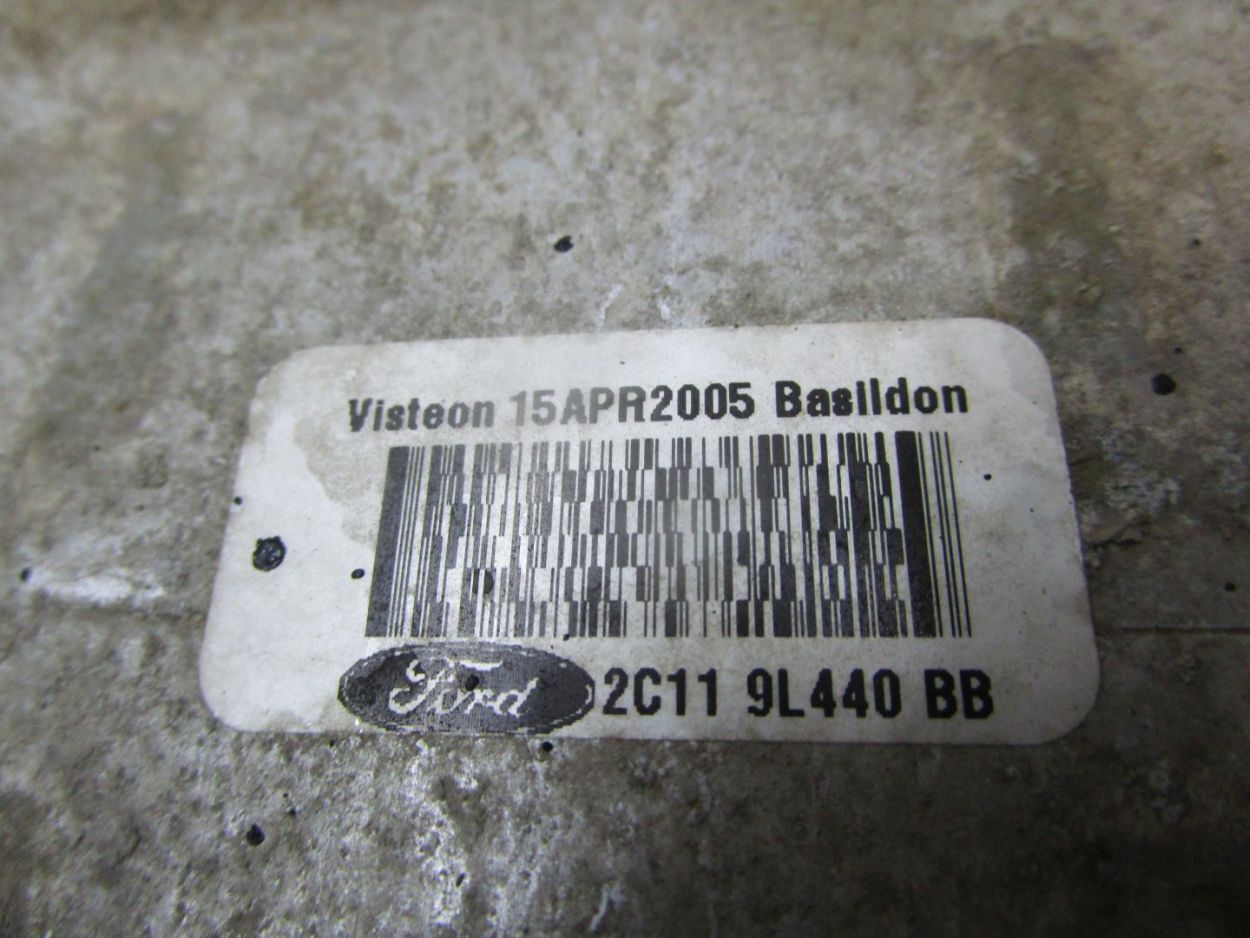 Visteon 15APR2005 Basildon
Ford 2C11 9L440 BB